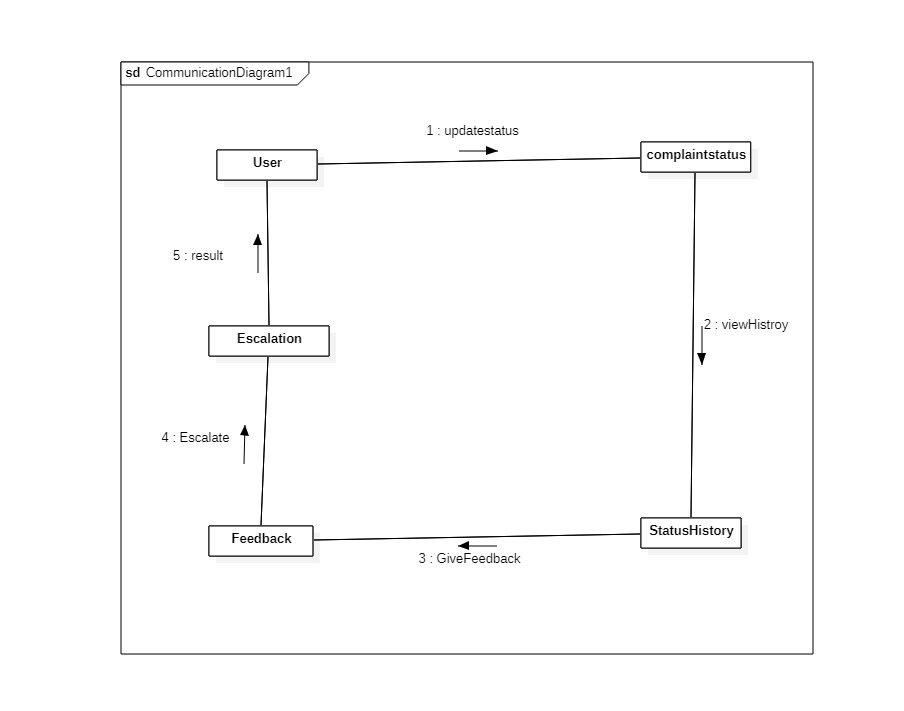 sd CommunicationDiagram1
1 : updatestatus
User
complaintstatus
5 : result
2 : viewHistroy
Escalation
4 : Escalate
Feedback
StatusHistory
3 : GiveFeedback